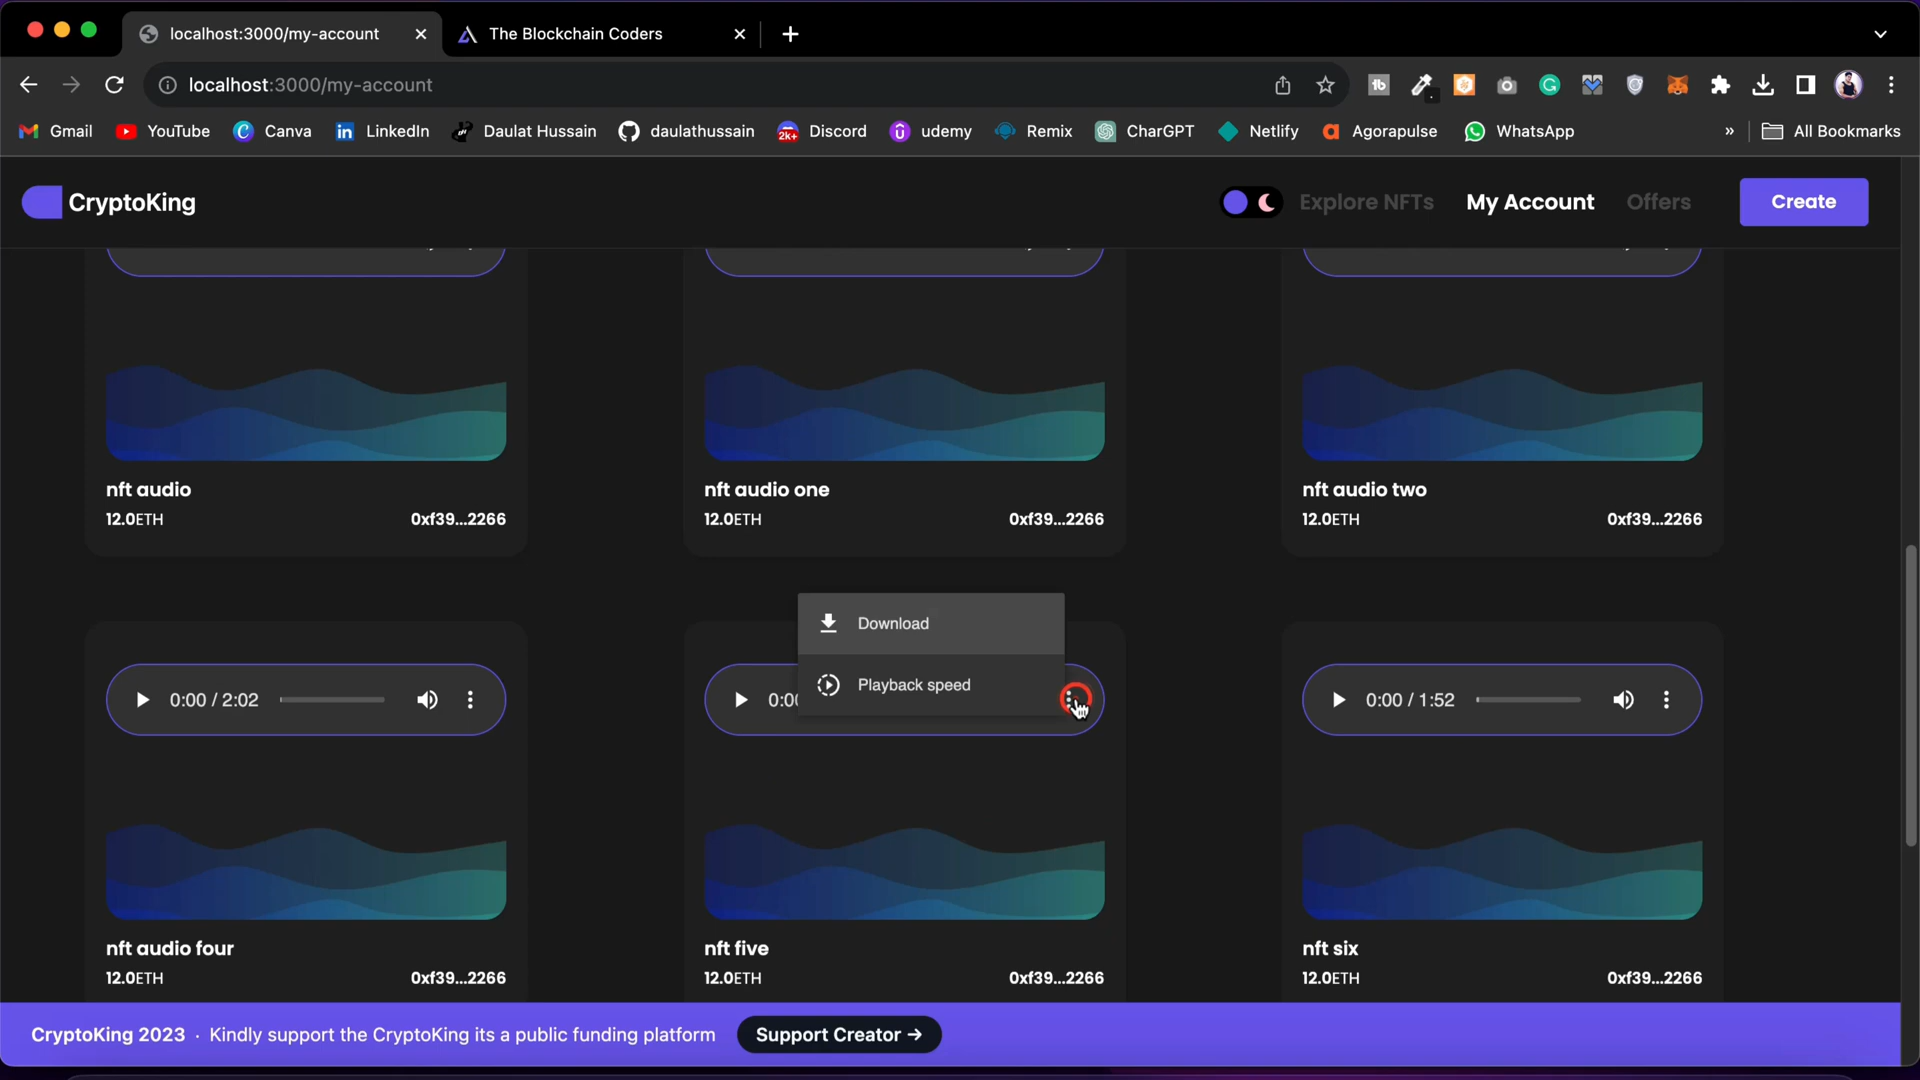 localhost:3000/my-account
The Blockchain Coders
localhost:3000/my-account
Gmail
YouTube
Canva
LinkedIn
Daulat Hussain
daulathussain
Discord
udemy
Remix
CharGPT
Netlify
Agorapulse
WhatsApp
»
All Bookmarks
CryptoKing
Explore NFTs
My Account
Offers
Create
nft audio
12.0ETH
0xf39...2266
nft audio one
12.0ETH
0xf39...2266
nft audio two
12.0ETH
0xf39...2266
Download
Playback speed
0:00 / 2:02
0:00
0:00 / 1:52
nft audio four
12.0ETH
0xf39...2266
nft five
12.0ETH
0xf39...2266
nft six
12.0ETH
0xf39...2266
CryptoKing 2023 · Kindly support the CryptoKing its a public funding platform
Support Creator →